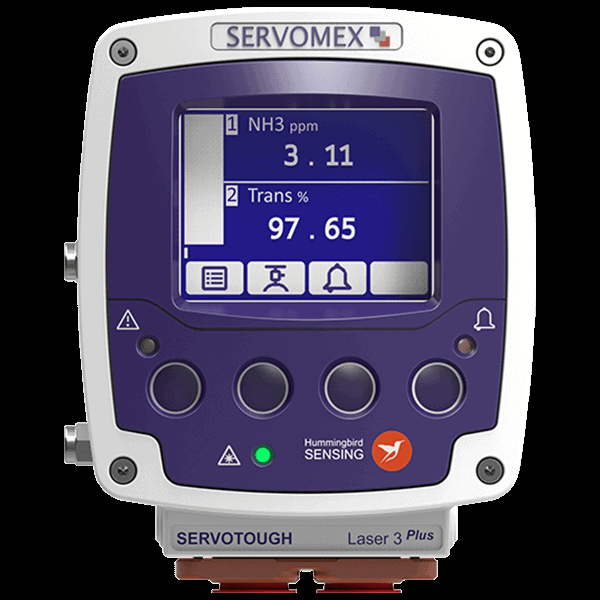 SERVOMEX
1 NH3 ppm
3 . 11
2 Trans %
97 . 65
Hummingbird
SENSING
SERVOTOUGH Laser 3 Plus